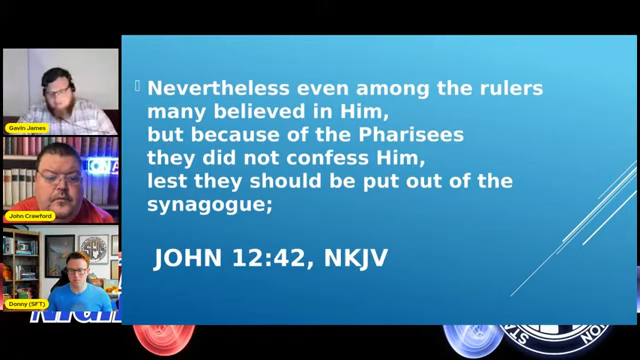 Nevertheless even among the rulers
many believed in Him,
but because of the Pharisees
they did not confess Him,
lest they should be put out of the
synagogue;
JOHN 12:42, NKJV
Gavin James
John Crawford
Donny (SFT)